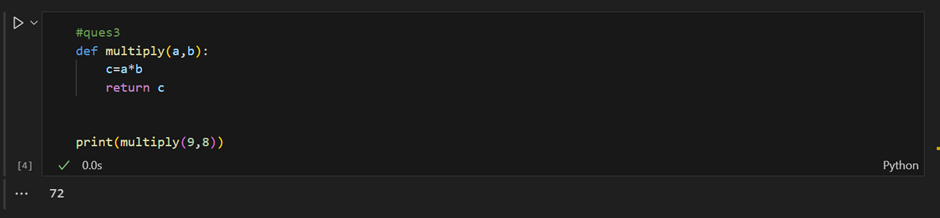 #ques3
def multiply(a,b):
    c=a*b
    return c
print(multiply(9,8))
[4]
0.0s
Python
72